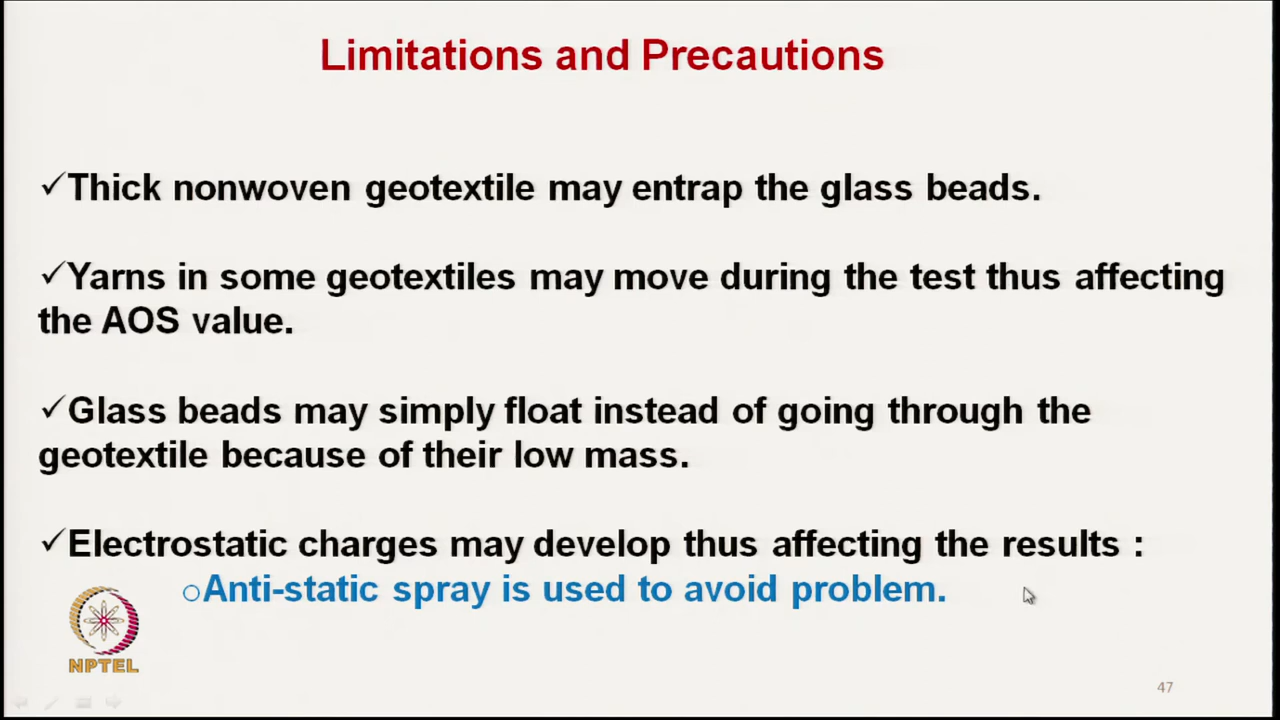 Limitations and Precautions
✓Thick nonwoven geotextile may entrap the glass beads.
✓Yarns in some geotextiles may move during the test thus affecting
the AOS value.
✓Glass beads may simply float instead of going through the
geotextile because of their low mass.
✓Electrostatic charges may develop thus affecting the results :
oAnti-static spray is used to avoid problem.
NPTEL
47